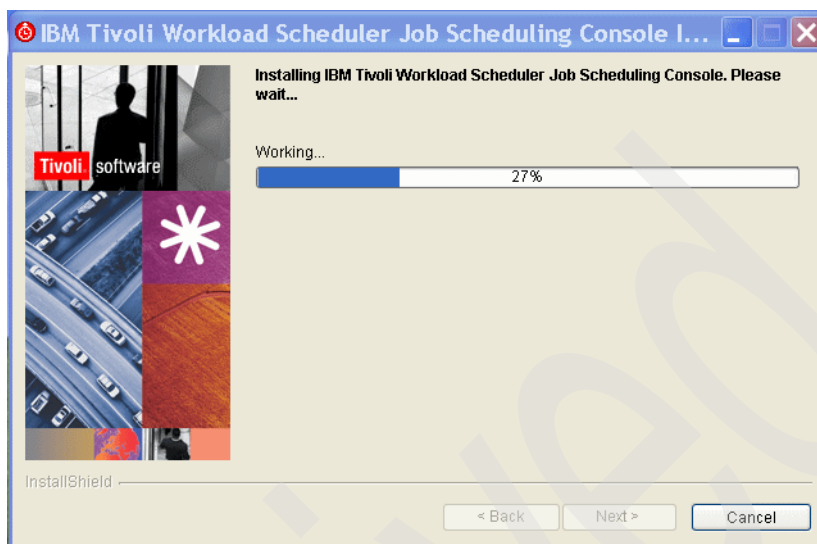 IBM Tivoli Workload Scheduler Job Scheduling Console I...
Installing IBM Tivoli Workload Scheduler Job Scheduling Console. Please
wait...
Tivoli software
Working...
27%
InstallShield
< Back Next > Cancel